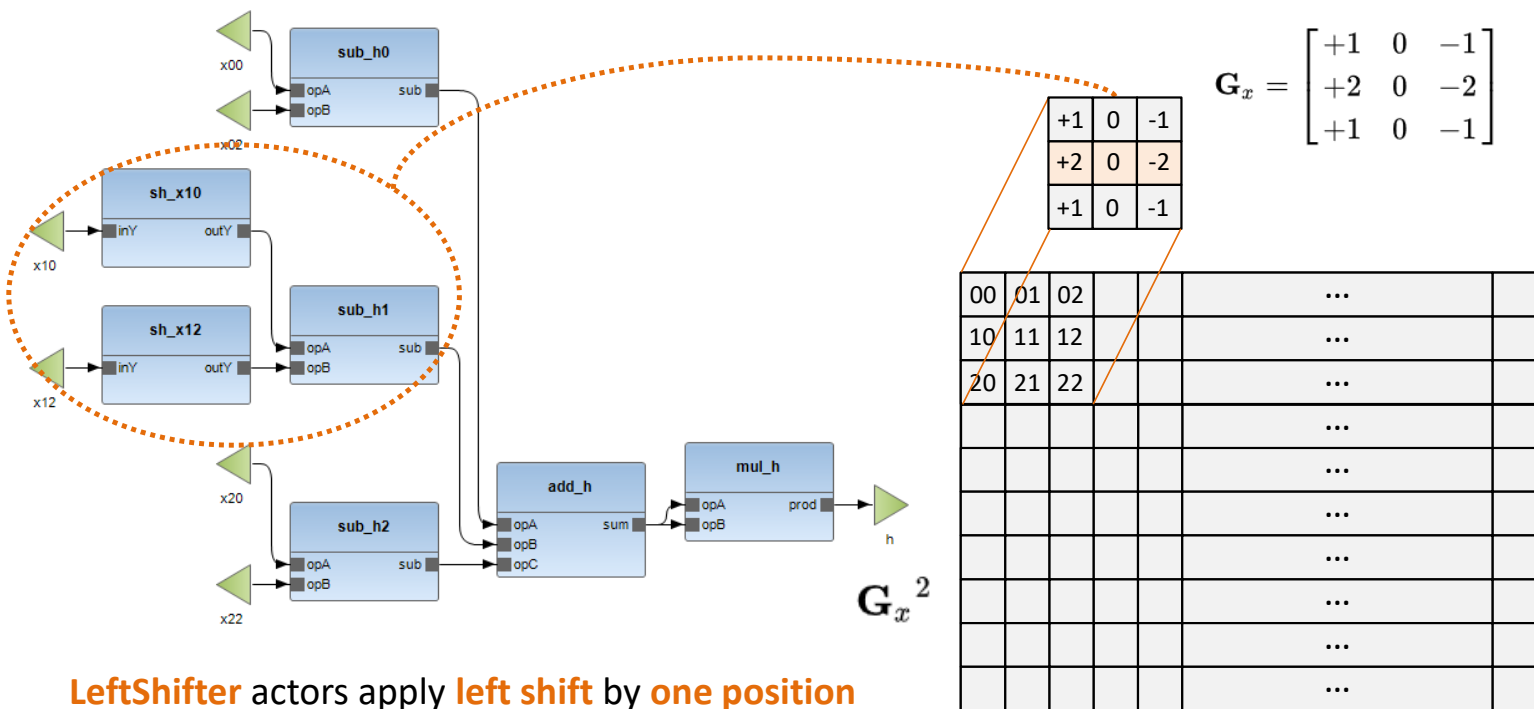 x00
x02
sub_h0
opA
opB
sub
sh_x10
inY
outY
x10
sh_x12
inY
outY
x12
sub_h1
opA
opB
sub
x20
x22
sub_h2
opA
opB
sub
add_h
opA
opB
opC
sum
mul_h
opA
opB
prod
h
Gx²
LeftShifter actors apply left shift by one position
+1 0 -1
+2 0 -2
+1 0 -1
Gx = [+1 0 −1
+2 0 −2
+1 0 −1]
00 01 02 ...
10 11 12 ...
20 21 22 ...
...
...
...
...
...
...
...